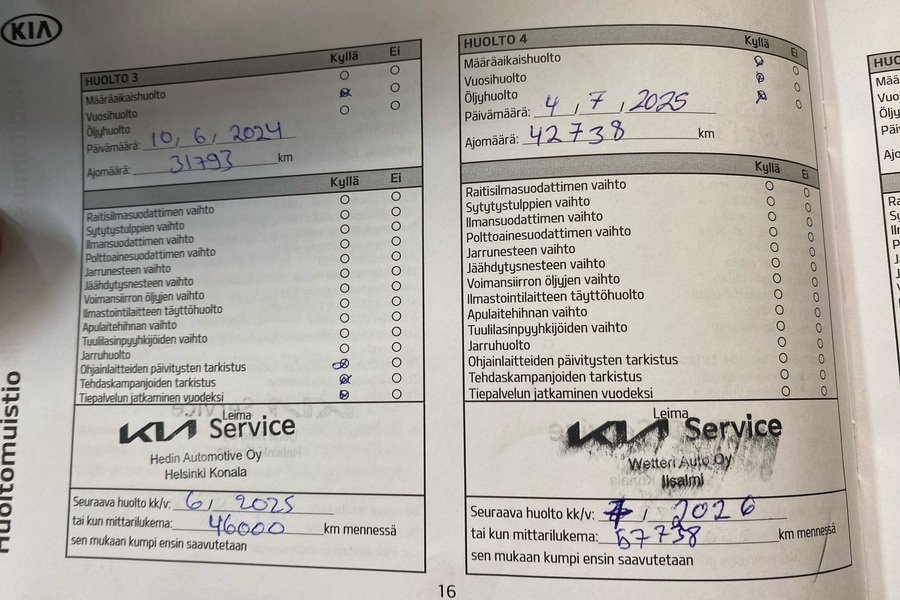 KIA
Huoltomuistio
HUOLTO 3 Kyllä Ei
Määräaikaishuolto
Vuosihuolto
Öljyhuolto
Päivämäärä: 10 / 6 / 2024
Ajomäärä: 31793 km
Kyllä Ei
Raitisilmasuodattimen vaihto
Sytytystulppien vaihto
Ilmansuodattimen vaihto
Polttoainesuodattimen vaihto
Jarrunesteen vaihto
Jäähdytysnesteen vaihto
Voimansiirron öljyjen vaihto
Ilmastointilaitteen täyttöhuolto
Apulaitehihnan vaihto
Tuulilasinpyyhkijöiden vaihto
Jarruhuolto
Ohjainlaitteiden päivitysten tarkistus
Tehdaskampanjoiden tarkistus
Tiepalvelun jatkaminen vuodeksi
Leima
KIA Service
Hedin Automotive Oy
Helsinki Konala
Seuraava huolto kk/v: 6 / 2025
tai kun mittarilukema: 46000 km mennessä
sen mukaan kumpi ensin saavutetaan
HUOLTO 4 Kyllä Ei
Määräaikaishuolto
Vuosihuolto
Öljyhuolto
Päivämäärä: 4 / 7 / 2025
Ajomäärä: 42738 km
Kyllä Ei
Raitisilmasuodattimen vaihto
Sytytystulppien vaihto
Ilmansuodattimen vaihto
Polttoainesuodattimen vaihto
Jarrunesteen vaihto
Jäähdytysnesteen vaihto
Voimansiirron öljyjen vaihto
Ilmastointilaitteen täyttöhuolto
Apulaitehihnan vaihto
Tuulilasinpyyhkijöiden vaihto
Jarruhuolto
Ohjainlaitteiden päivitysten tarkistus
Tehdaskampanjoiden tarkistus
Tiepalvelun jatkaminen vuodeksi
Leima
KIA Service
Wetteri Auto Oy
Iisalmi
Seuraava huolto kk/v: 7 / 2026
tai kun mittarilukema: 57738 km mennessä
sen mukaan kumpi ensin saavutetaan
16